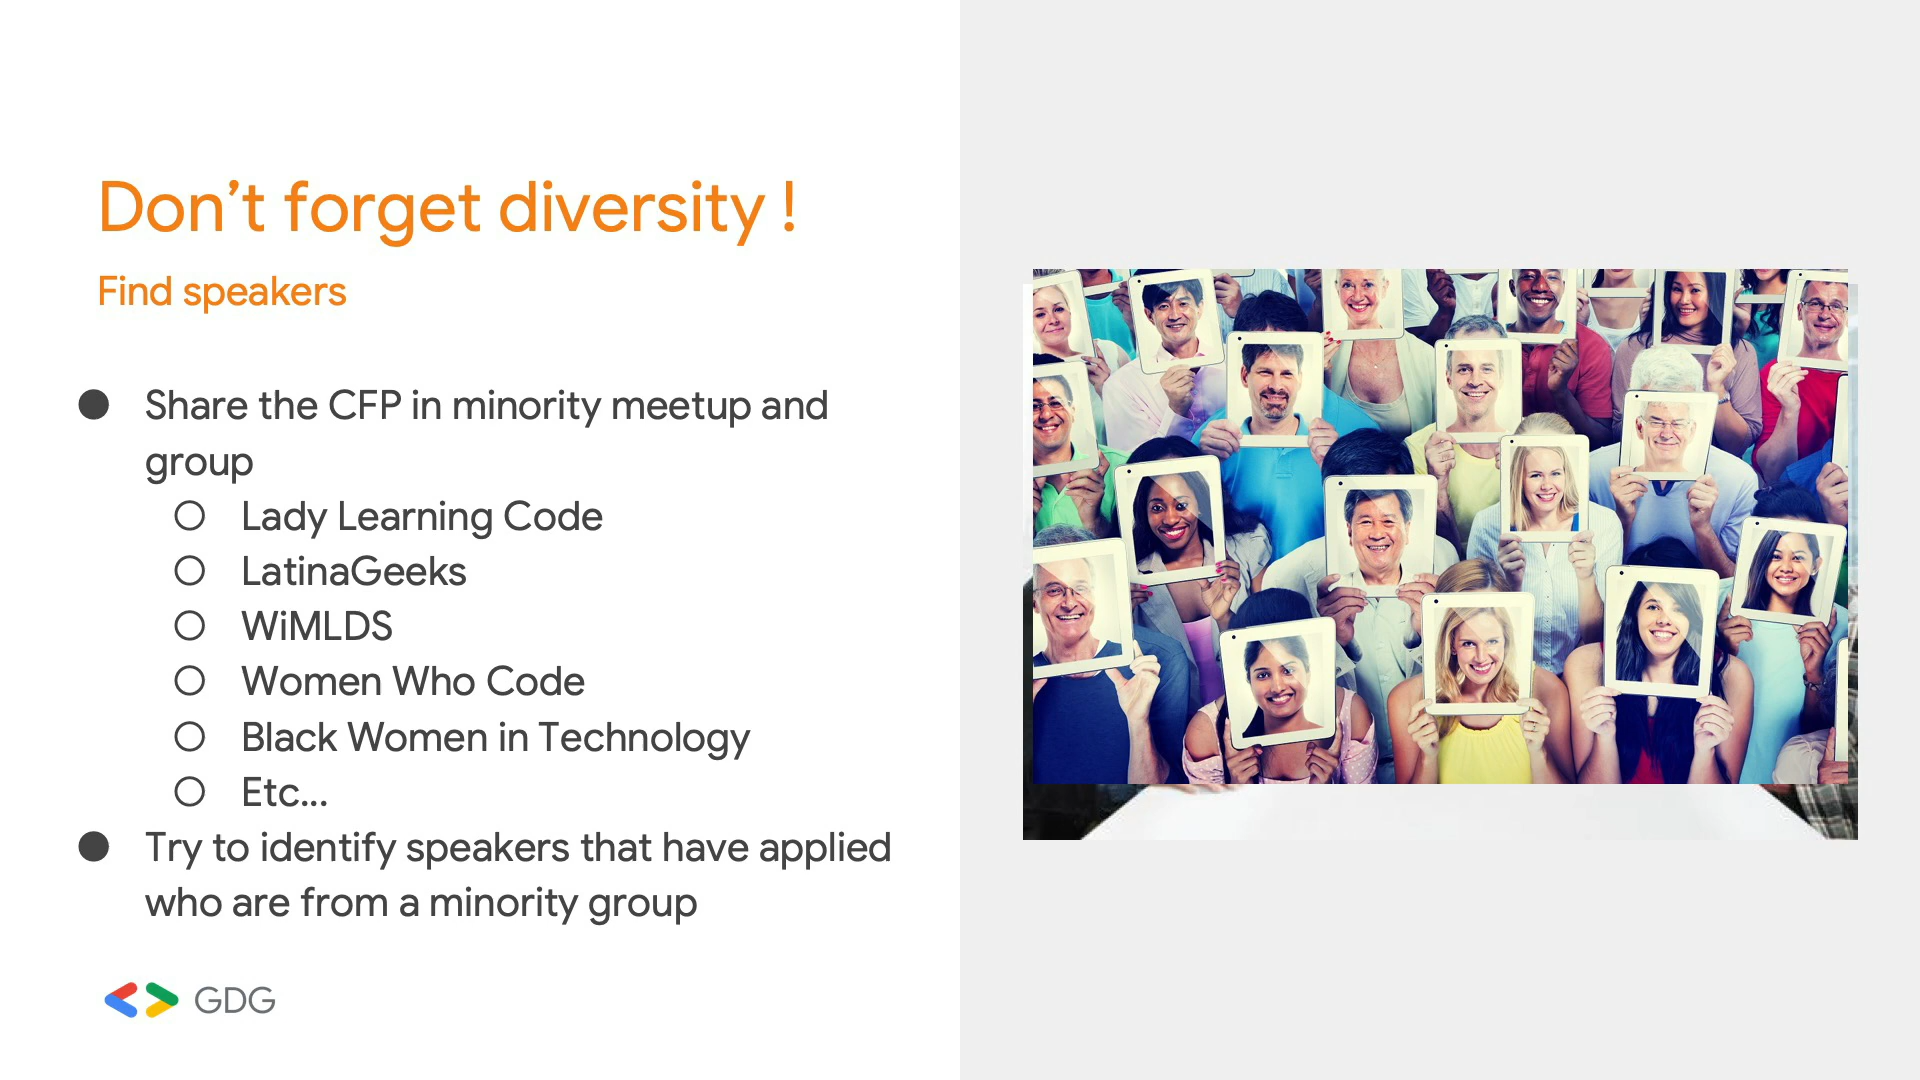 Don’t forget diversity !
Find speakers
● Share the CFP in minority meetup and
group
○ Lady Learning Code
○ LatinaGeeks
○ WiMLDS
○ Women Who Code
○ Black Women in Technology
○ Etc...
● Try to identify speakers that have applied
who are from a minority group
GDG